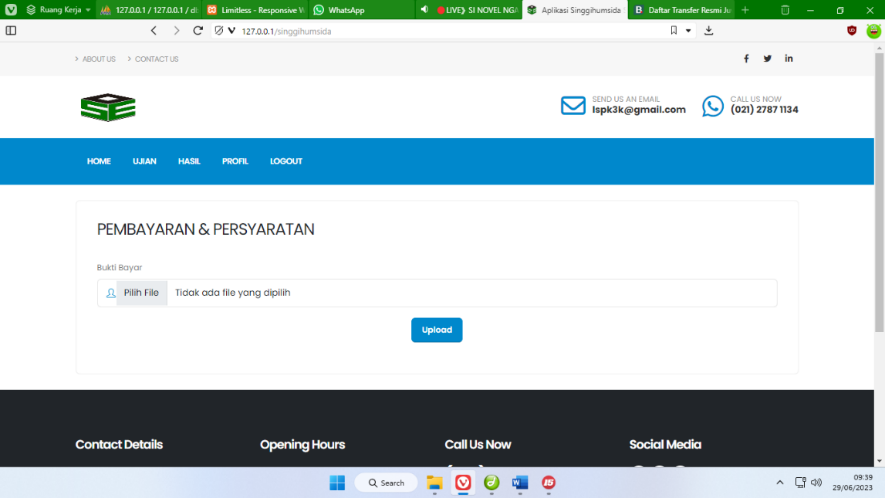 Ruang Kerja
127.0.0.1 / 127.0.0.1 / d
Limitless - Responsive W
WhatsApp
LIVE》 SI NOVEL NGA
Aplikasi Singgihumsida
Daftar Transfer Resmi Ju
127.0.0.1/singgihumsida
ABOUT US
CONTACT US
SE
SEND US AN EMAIL
lspk3k@gmail.com
CALL US NOW
(021) 2787 1134
HOME
UJIAN
HASIL
PROFIL
LOGOUT
PEMBAYARAN & PERSYARATAN
Bukti Bayar
Pilih File
Tidak ada file yang dipilih
Upload
Contact Details
Opening Hours
Call Us Now
Social Media
Search
09:39
29/06/2023